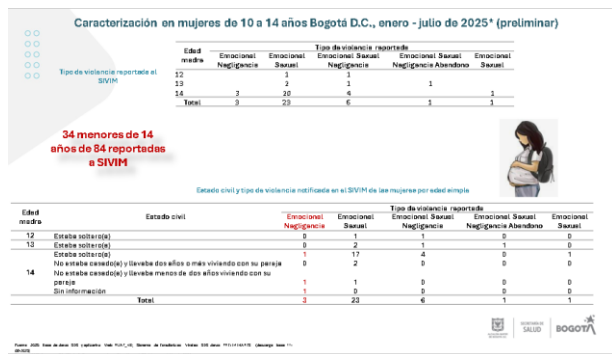 Caracterización en mujeres de 10 a 14 años Bogotá D.C., enero - julio de 2025* (preliminar)
Tipo de violencia reportada al SIVIM
Edad madre Tipo de violencia reportada
Emocional Negligencia Emocional Sexual Emocional Sexual Negligencia Emocional Sexual Negligencia Abandono Emocional Sexual
12 1 1
13 2 1 1
14 3 20 4 1
Total 3 23 6 1 1
34 menores de 14
años de 84 reportadas
a SIVIM
Estado civil y tipo de violencia notificada en el SIVIM de las mujeres por edad simple
Edad madre Estado civil Tipo de violencia reportada
Emocional Negligencia Emocional Sexual Emocional Sexual Negligencia Emocional Sexual Negligencia Abandono Emocional Sexual
12 Estaba soltero(a) 0 1 1 0 0
13 Estaba soltero(a) 0 2 1 1 0
14 Estaba soltero(a) 1 17 4 0 1
No estaba casado(a) y llevaba dos años o más viviendo con su pareja 0 2 0 0 0
No estaba casado(a) y llevaba menos de dos años viviendo con su
pareja 1 1 0 0 0
Sin información 1 0 0 0 0
Total 3 23 6 1 1
SALUD
BOGOTÁ